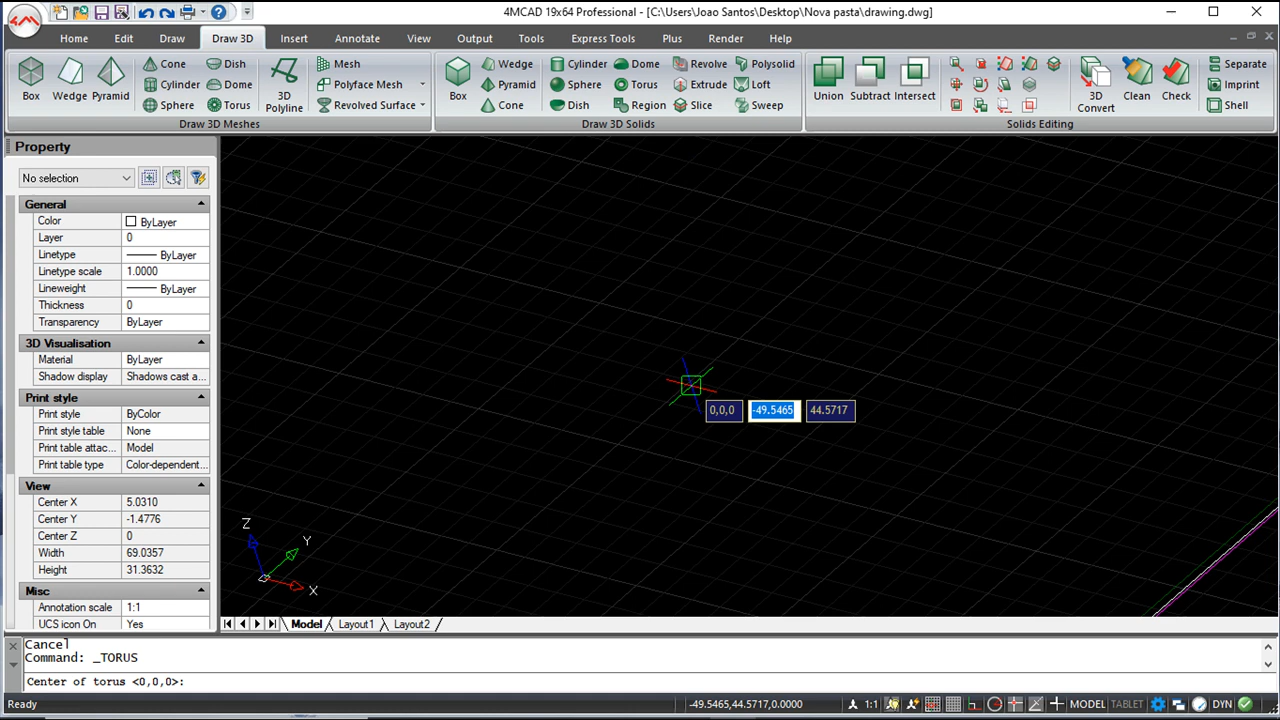 4MCAD 19x64 Professional - [C:\Users\Joao Santos\Desktop\Nova pasta\drawing.dwg]
Home Edit Draw Draw 3D Insert Annotate View Output Tools Express Tools Plus Render Help
Box Wedge Pyramid
Cone Dish
Cylinder Dome
Sphere Torus
3D Polyline
Mesh
Polyface Mesh
Revolved Surface
Draw 3D Meshes
Box
Wedge Cylinder Dome Revolve Polysolid
Pyramid Sphere Torus Extrude Loft
Cone Dish Region Slice Sweep
Draw 3D Solids
Union Subtract Intersect
3D Convert
Clean Check
Separate
Imprint
Shell
Solids Editing
Property
No selection
General
Color ByLayer
Layer 0
Linetype ByLayer
Linetype scale 1.0000
Lineweight ByLayer
Thickness 0
Transparency ByLayer
3D Visualisation
Material ByLayer
Shadow display Shadows cast a...
Print style
Print style ByColor
Print style table None
Print table attac... Model
Print table type Color-dependent...
View
Center X 5.0310
Center Y -1.4776
Center Z 0
Width 69.0357
Height 31.3632
Misc
Annotation scale 1:1
UCS icon On Yes
0,0,0 -49.5465 44.5717
Z
Y
X
Model Layout1 Layout2
Cancel
Command: _TORUS
Center of torus <0,0,0>:
Ready -49.5465,44.5717,0.0000 1:1 MODEL TABLET DYN